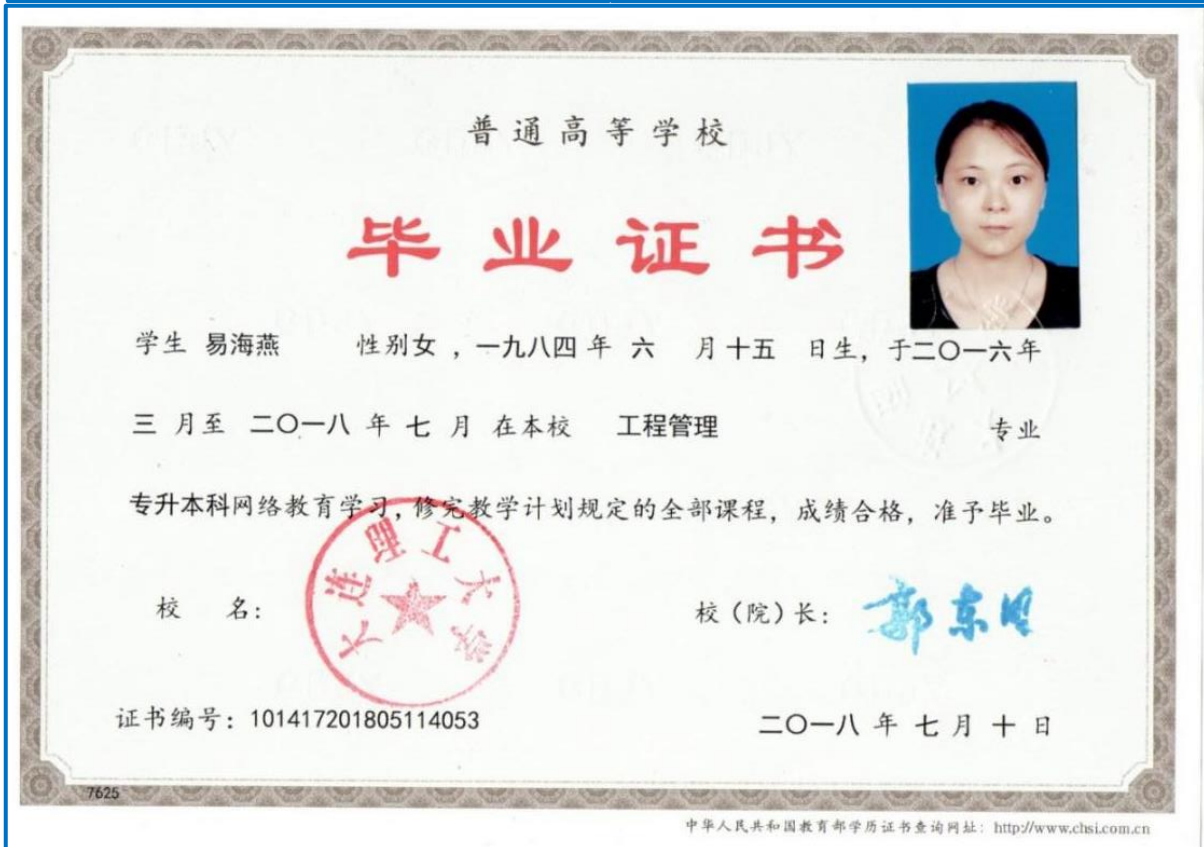 普通高等学校
毕业证书
学生 易海燕 性别女 ，一九八四 年 六 月十五 日生，于二〇一六年
三 月至 二〇一八 年 七 月 在本校 工程管理 专业
专升本科网络教育学习，修完教学计划规定的全部课程，成绩合格，准予毕业。
校 名：
大连理工大学
校（院）长：
郭东明
证书编号：101417201805114053
二〇一八 年 七 月 十 日
7625
中华人民共和国教育部学历证书查询网址：http://www.chsi.com.cn